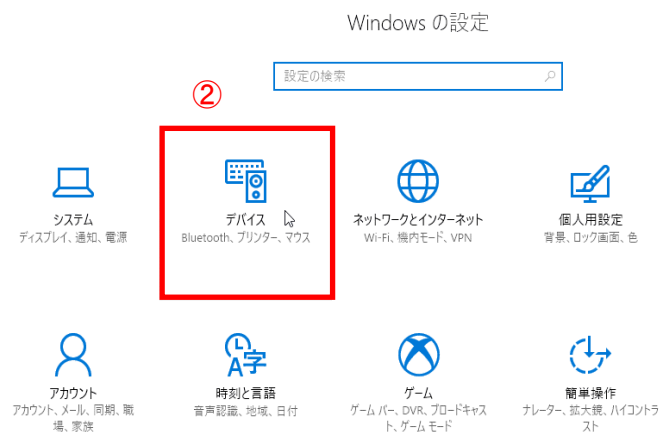 Windows の設定
設定の検索
②
システム
ディスプレイ、通知、電源
デバイス
Bluetooth、プリンター、マウス
ネットワークとインターネット
Wi-Fi、機内モード、VPN
個人用設定
背景、ロック画面、色
アカウント
アカウント、メール、同期、職
場、家族
時刻と言語
音声認識、地域、日付
ゲーム
ゲーム バー、DVR、ブロードキャス
ト、ゲーム モード
簡単操作
ナレーター、拡大鏡、ハイコントラ
スト